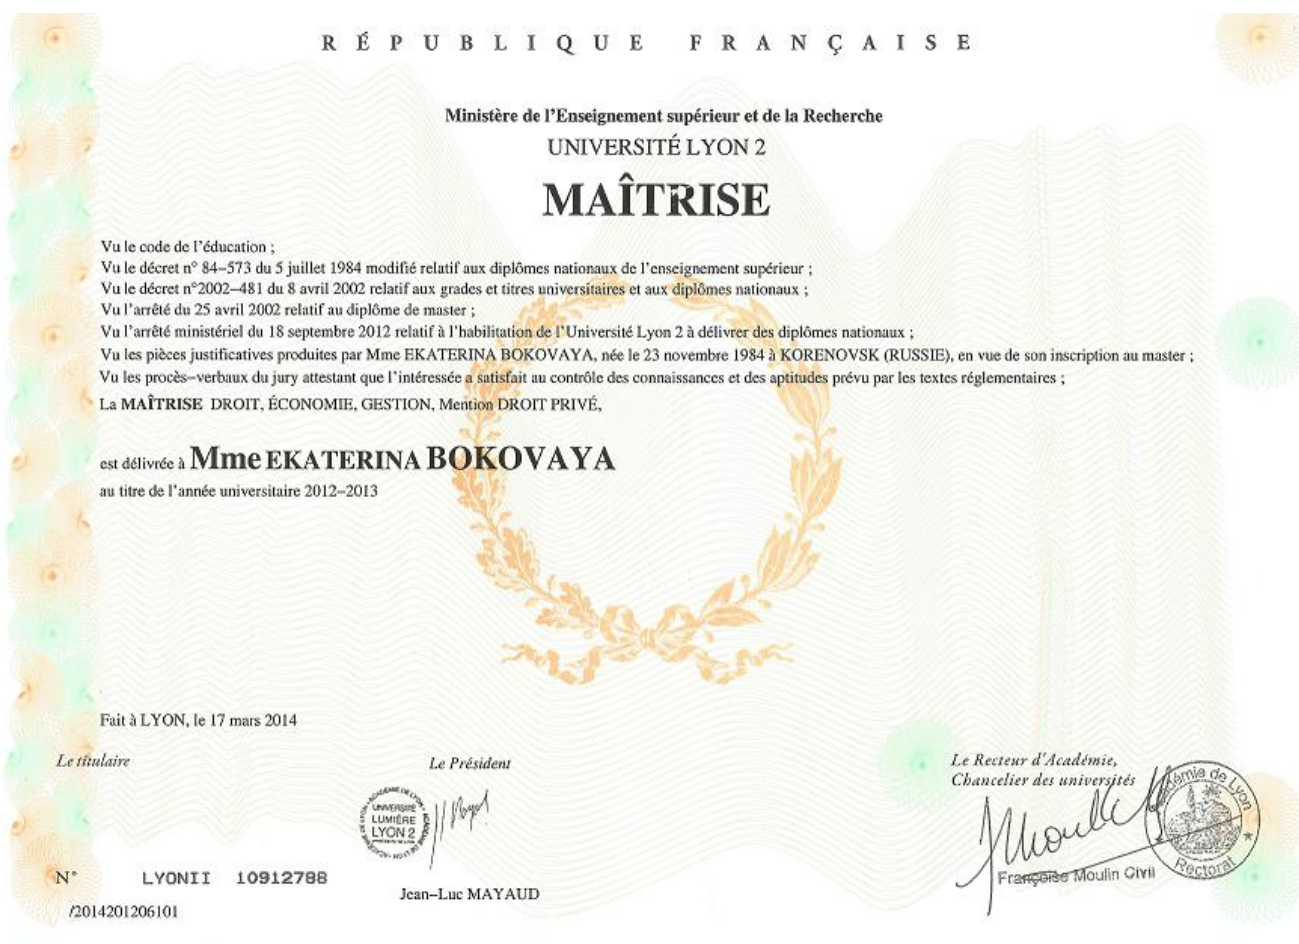 RÉPUBLIQUE FRANÇAISE
Ministère de l'Enseignement supérieur et de la Recherche
UNIVERSITÉ LYON 2
MAÎTRISE
Vu le code de l'éducation ;
Vu le décret n° 84–573 du 5 juillet 1984 modifié relatif aux diplômes nationaux de l'enseignement supérieur ;
Vu le décret n°2002–481 du 8 avril 2002 relatif aux grades et titres universitaires et aux diplômes nationaux ;
Vu l'arrêté du 25 avril 2002 relatif au diplôme de master ;
Vu l'arrêté ministériel du 18 septembre 2012 relatif à l'habilitation de l'Université Lyon 2 à délivrer des diplômes nationaux ;
Vu les pièces justificatives produites par Mme EKATERINA BOKOVAYA, née le 23 novembre 1984 à KORENOVSK (RUSSIE), en vue de son inscription au master ;
Vu les procès–verbaux du jury attestant que l'intéressée a satisfait au contrôle des connaissances et des aptitudes prévu par les textes réglementaires ;
La MAÎTRISE DROIT, ÉCONOMIE, GESTION, Mention DROIT PRIVÉ,
est délivrée à Mme EKATERINA BOKOVAYA
au titre de l'année universitaire 2012–2013
Fait à LYON, le 17 mars 2014
Le titulaire
Le Président
Le Recteur d'Académie,
Chancelier des universités
UNIVERSITÉ
LUMIÈRE
LYON 2
Académie de Lyon
Rectorat
Françoise Moulin Civil
N° LYONII 10912788
Jean–Luc MAYAUD
/2014201206101